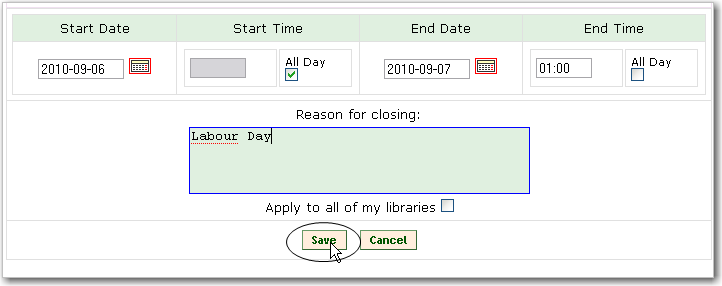 Start Date Start Time End Date End Time
2010-09-06 All Day 2010-09-07 01:00 All Day
Reason for closing:
Labour Day
Apply to all of my libraries
Save Cancel